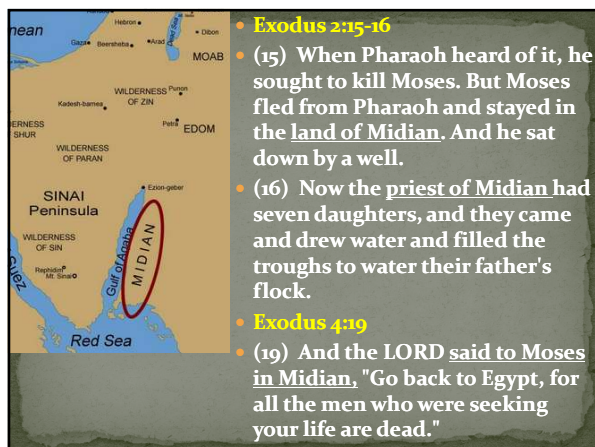 nean
Hebron
Gaza
Beersheba
Arad
Dead Sea
Dibon
MOAB
WILDERNESS
OF ZIN
Punon
Kadesh-barnea
ERNESS
SHUR
Petra
EDOM
WILDERNESS
OF PARAN
SINAI
Peninsula
Ezion-geber
WILDERNESS
OF SIN
Rephidim
Mt. Sinai
Gulf of Aqaba
MIDIAN
Suez
Red Sea
• Exodus 2:15-16
• (15) When Pharaoh heard of it, he
sought to kill Moses. But Moses
fled from Pharaoh and stayed in
the land of Midian. And he sat
down by a well.
• (16) Now the priest of Midian had
seven daughters, and they came
and drew water and filled the
troughs to water their father's
flock.
• Exodus 4:19
• (19) And the LORD said to Moses
in Midian, "Go back to Egypt, for
all the men who were seeking
your life are dead."